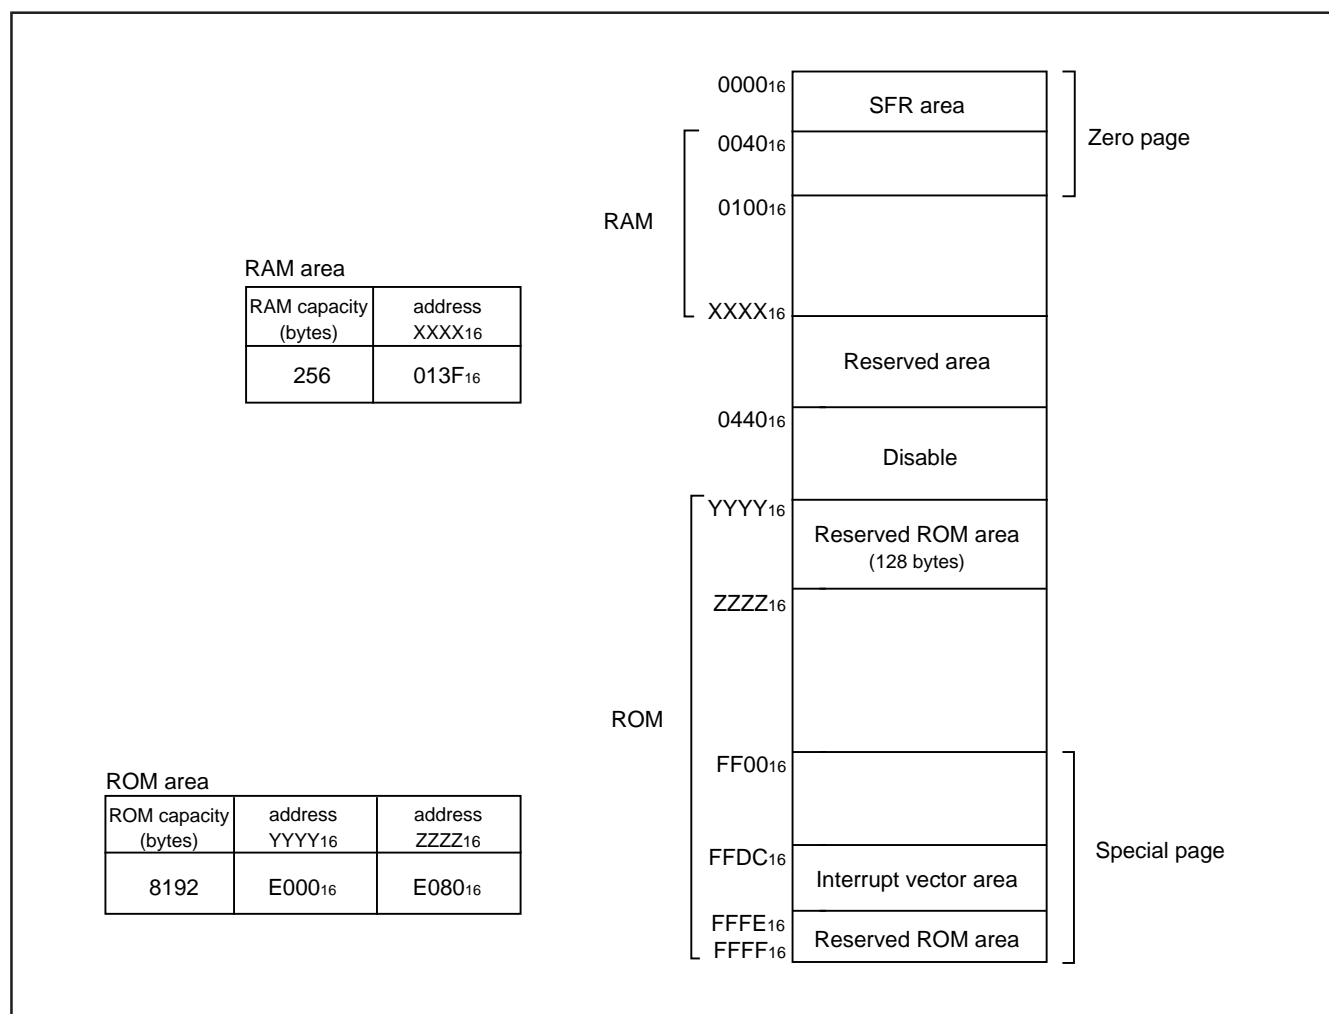 0000₁₆
SFR area
0040₁₆
Zero page
RAM
0100₁₆
XXXX₁₆
RAM area
RAM capacity
(bytes)
address
XXXX₁₆
256
013F₁₆
Reserved area
0440₁₆
Disable
YYYY₁₆
Reserved ROM area
(128 bytes)
ZZZZ₁₆
ROM
FF00₁₆
ROM area
ROM capacity
(bytes)
address
YYYY₁₆
address
ZZZZ₁₆
8192
E000₁₆
E080₁₆
FFDC₁₆
Special page
Interrupt vector area
FFFE₁₆
FFFF₁₆
Reserved ROM area